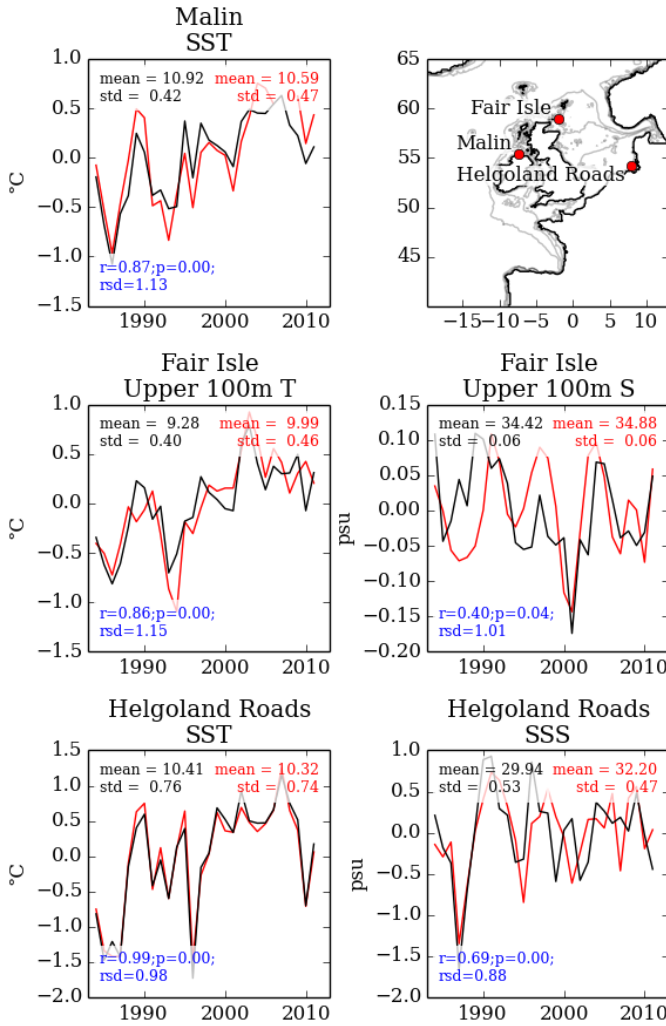 Malin
SST
1.0
0.5
0.0
−0.5
−1.0
−1.5
°C
mean = 10.92
std =  0.42
mean = 10.59
std =  0.47
r=0.87;p=0.00;
rsd=1.13
1990
2000
2010
65
60
55
50
45
Fair Isle
Malin
Helgoland Roads
−15
−10
−5
0
5
10
Fair Isle
Upper 100m T
1.0
0.5
0.0
−0.5
−1.0
−1.5
°C
mean =  9.28
std =  0.40
mean =  9.99
std =  0.46
r=0.86;p=0.00;
rsd=1.15
1990
2000
2010
Fair Isle
Upper 100m S
0.15
0.10
0.05
0.00
−0.05
−0.10
−0.15
−0.20
psu
mean = 34.42
std =  0.06
mean = 34.88
std =  0.06
r=0.40;p=0.04;
rsd=1.01
1990
2000
2010
Helgoland Roads
SST
1.5
1.0
0.5
0.0
−0.5
−1.0
−1.5
−2.0
°C
mean = 10.41
std =  0.76
mean = 10.32
std =  0.74
r=0.99;p=0.00;
rsd=0.98
1990
2000
2010
Helgoland Roads
SSS
1.0
0.5
0.0
−0.5
−1.0
−1.5
−2.0
psu
mean = 29.94
std =  0.53
mean = 32.20
std =  0.47
r=0.69;p=0.00;
rsd=0.88
1990
2000
2010